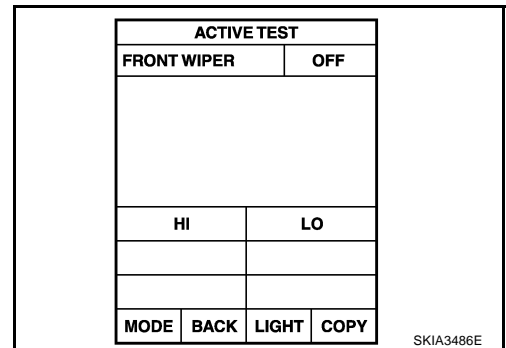 ACTIVE TEST
FRONT WIPER OFF
HI LO
MODE BACK LIGHT COPY
SKIA3486E